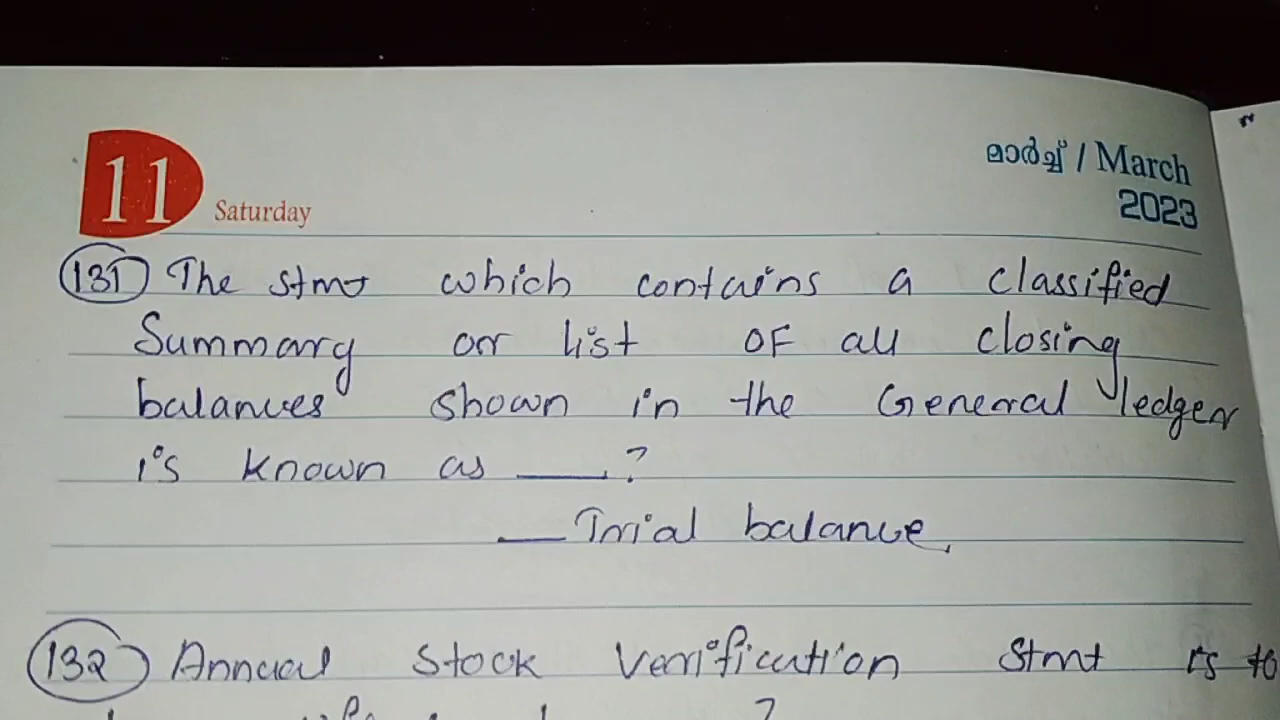 11
Saturday
മാർച്ച് / March
2023
131 The stmt which contains a classified
Summary or list OF all closing
balances shown in the General ledger
is known as ___?
— Trial balance.
132 Annual Stock Verification Stmt is to
?